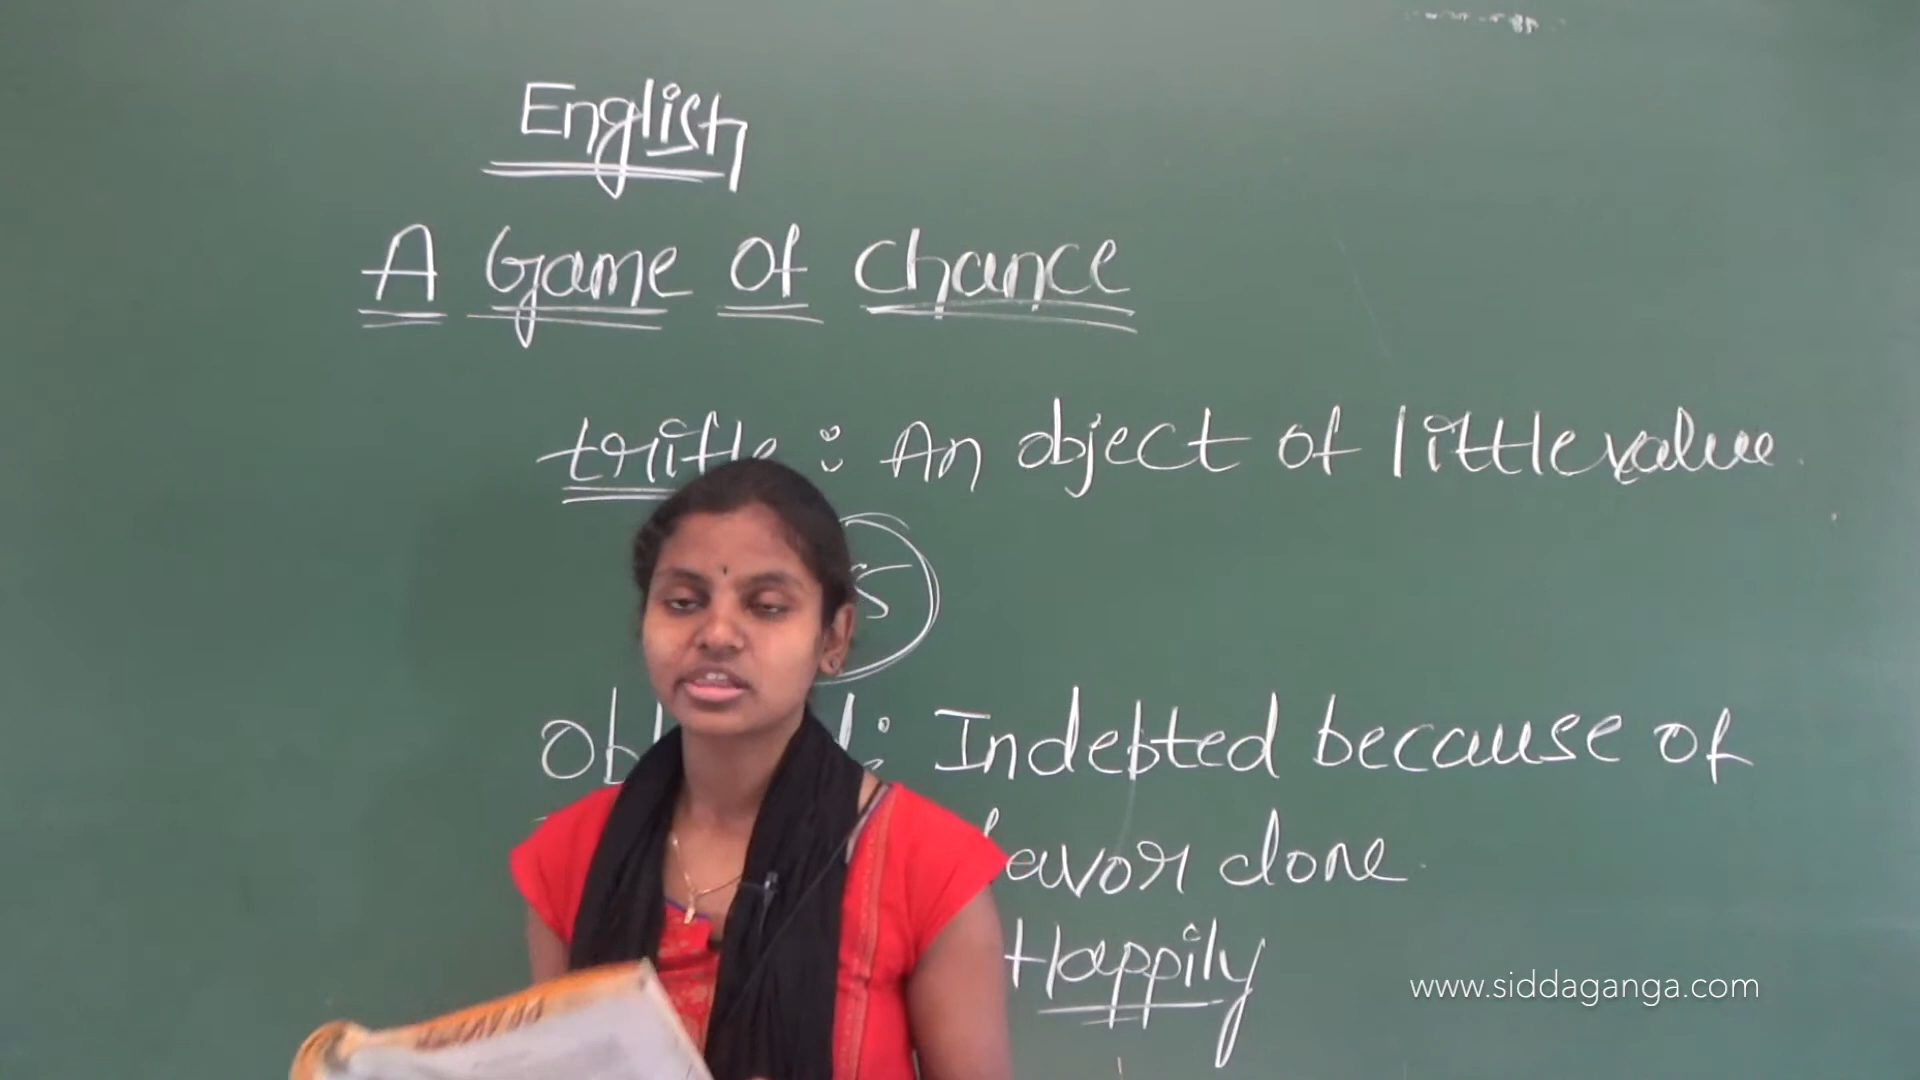 English
A Game of chance
trifle : An object of little value.
5
: Indebted because of
favor done.
Happily
www.siddaganga.com